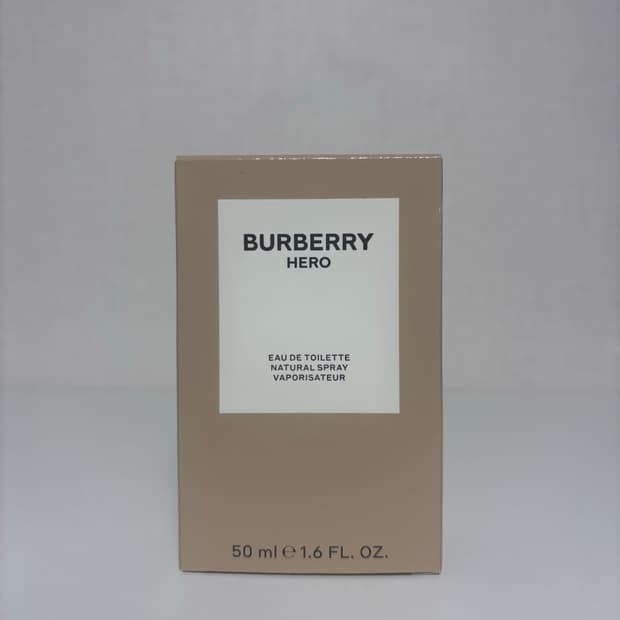 BURBERRY
HERO
EAU DE TOILETTE
NATURAL SPRAY
VAPORISATEUR
50 ml ℮ 1.6 FL. OZ.